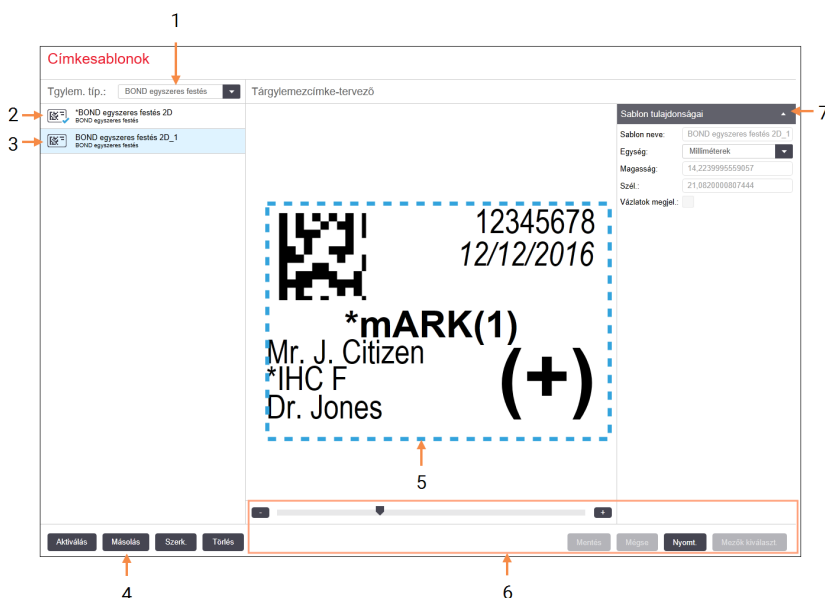 1
Címkesablonok
Tgylem. típ.: BOND egyszeres festés
Tárgylemezcímke-tervező
2
*BOND egyszeres festés 2D
BOND egyszeres festés
3
BOND egyszeres festés 2D_1
BOND egyszeres festés
Sablon tulajdonságai
7
Sablon neve: BOND egyszeres festés 2D_1
Egység: Milliméterek
Magasság: 14,2239995559057
Szél.: 21,0820000807444
Vázlatok megjel.:
12345678
12/12/2016
*mARK(1)
Mr. J. Citizen
*IHC F
Dr. Jones
(+)
5
- +
Aktiválás Másolás Szerk. Törlés
Mentés Mégse Nyomt. Mezők kiválaszt.
4
6